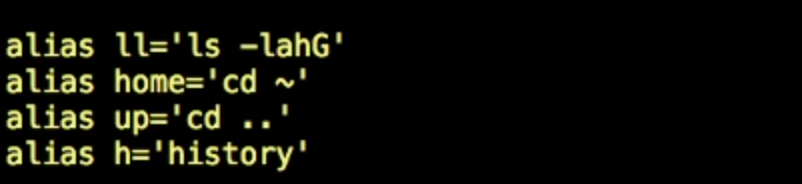 alias ll='ls -lahG'
alias home='cd ~'
alias up='cd ..'
alias h='history'